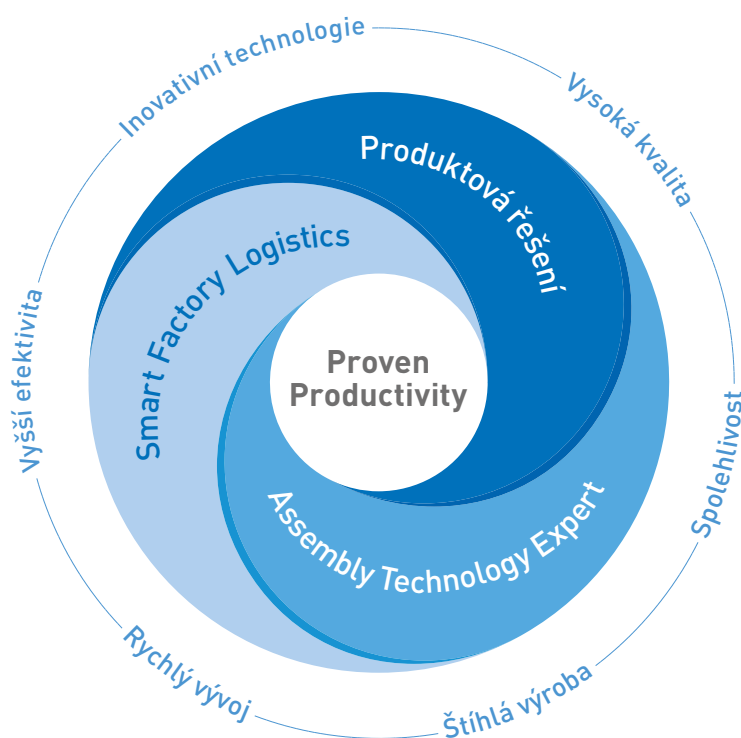 Inovativní technologie
Vysoká kvalita
Spolehlivost
Štíhlá výroba
Rychlý vývoj
Vyšší efektivita
Produktová řešení
Assembly Technology Expert
Smart Factory Logistics
Proven
Productivity